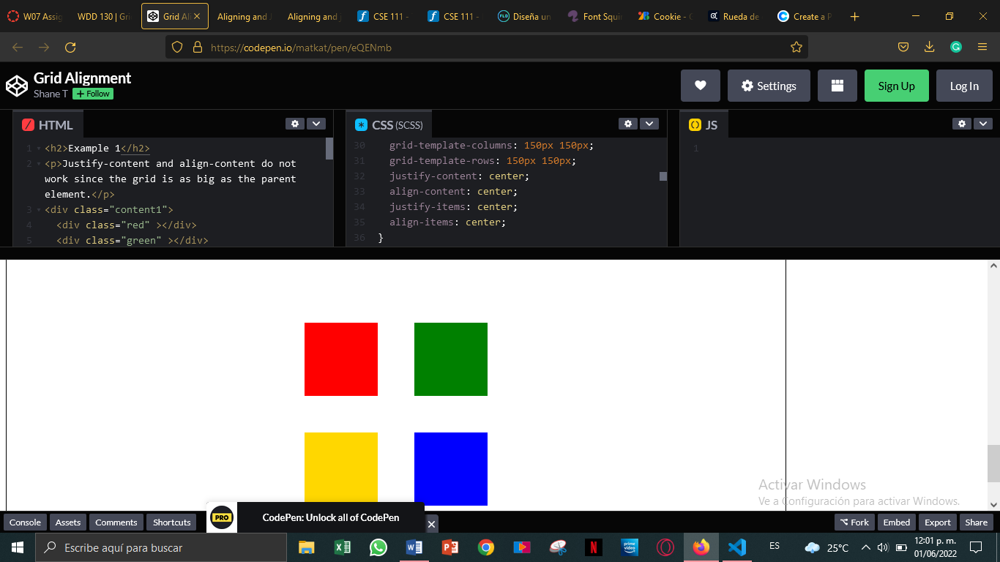 W07 Assig
WDD 130 | Gri
Grid Ali
Aligning and J
Aligning and j
CSE 111 -
CSE 111 -
Diseña un
Font Squir
Cookie - G
Rueda de
Create a P
https://codepen.io/matkat/pen/eQENmb
Grid Alignment
Shane T
+ Follow
Settings
Sign Up
Log In
HTML
1 <h2>Example 1</h2>
2 <p>Justify-content and align-content do not
work since the grid is as big as the parent
element.</p>
3 <div class="content1">
4 <div class="red" ></div>
5 <div class="green" ></div>
CSS (SCSS)
30 grid-template-columns: 150px 150px;
31 grid-template-rows: 150px 150px;
32 justify-content: center;
33 align-content: center;
34 justify-items: center;
35 align-items: center;
36 }
JS
1
Activar Windows
Ve a Configuración para activar Windows.
Console
Assets
Comments
Shortcuts
PRO
CodePen: Unlock all of CodePen
Fork
Embed
Export
Share
Escribe aquí para buscar
prime video
ES
25°C
12:01 p. m.
01/06/2022